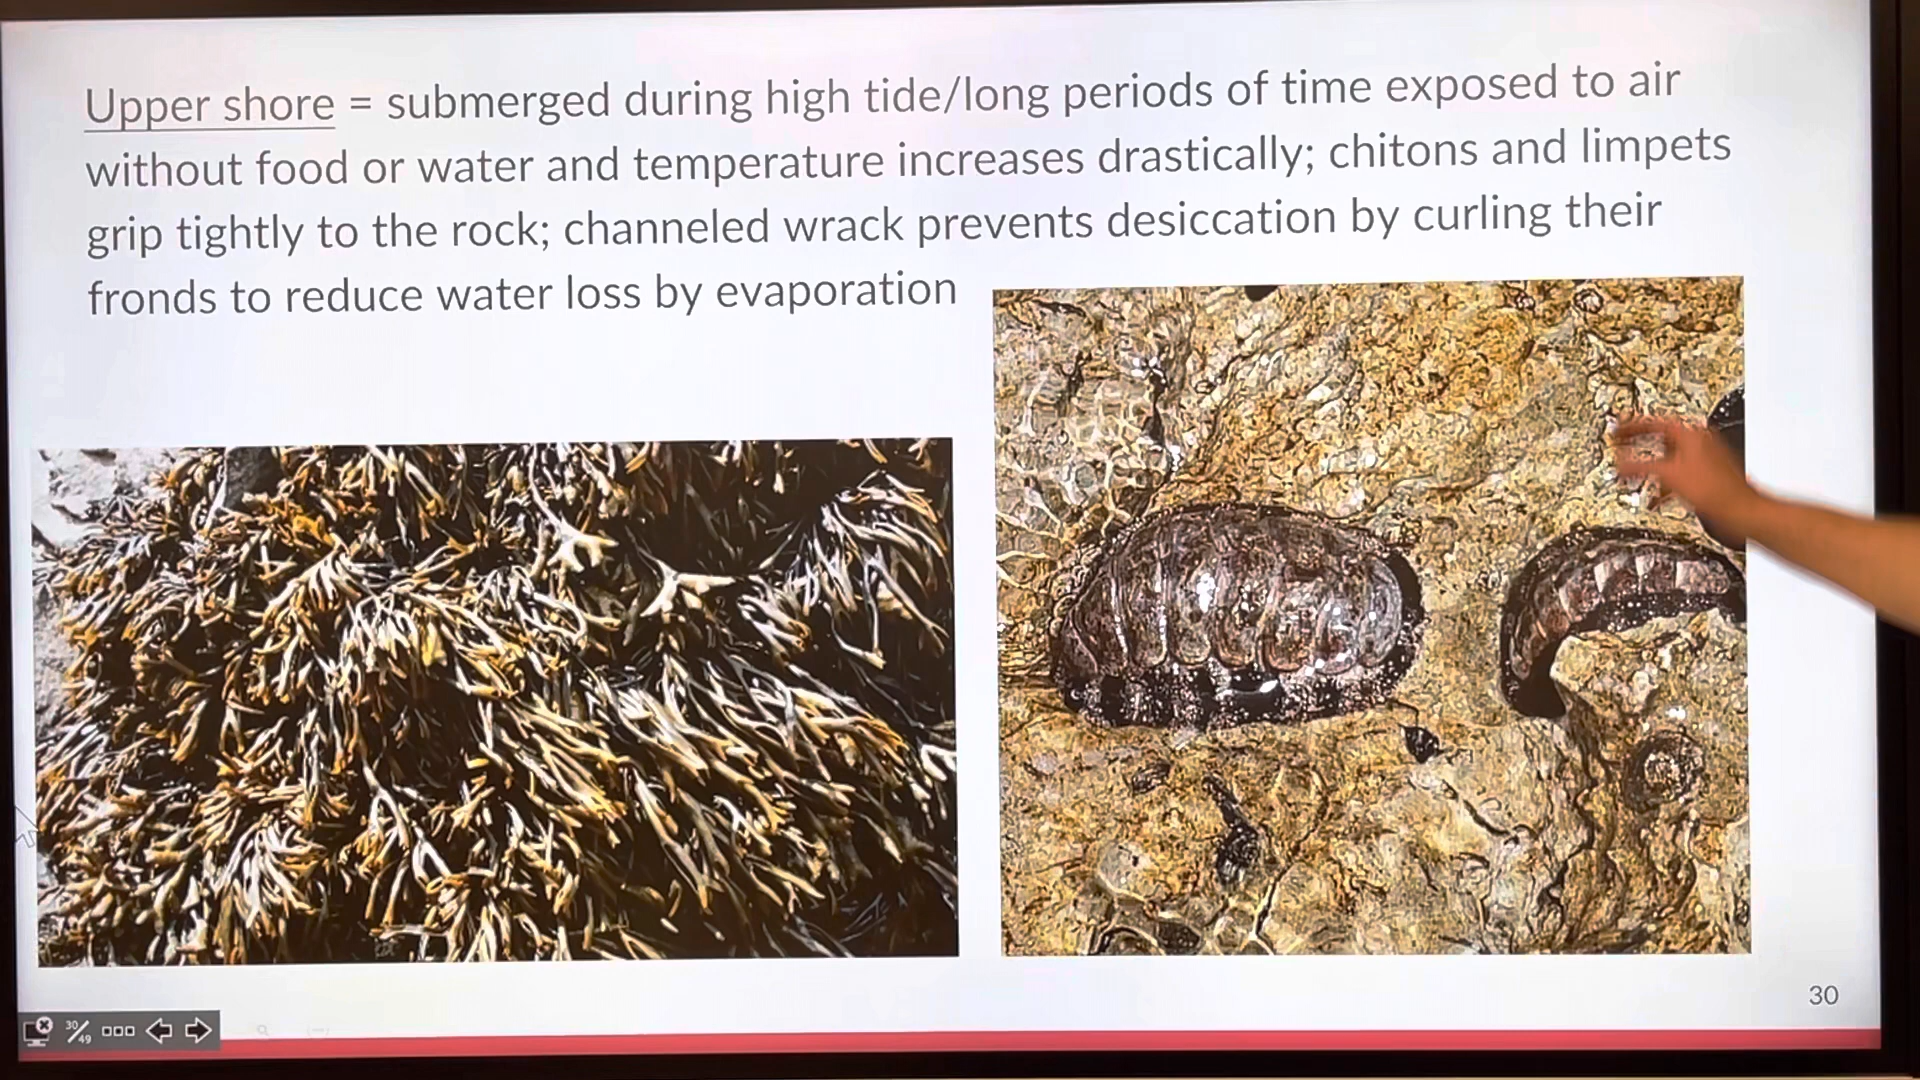 Upper shore = submerged during high tide/long periods of time exposed to air
without food or water and temperature increases drastically; chitons and limpets
grip tightly to the rock; channeled wrack prevents desiccation by curling their
fronds to reduce water loss by evaporation
30
30/49